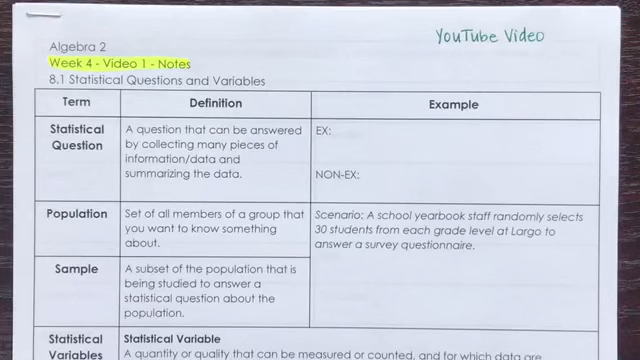 YouTube Video
Algebra 2
Week 4 - Video 1 - Notes
8.1 Statistical Questions and Variables
Term
Definition
Example
Statistical
Question
A question that can be answered
by collecting many pieces of
information/data and
summarizing the data.
EX:
NON-EX:
Population
Set of all members of a group that
you want to know something
about.
Scenario: A school yearbook staff randomly selects
30 students from each grade level at Largo to
answer a survey questionnaire.
Sample
A subset of the population that is
being studied to answer a
statistical question about the
population.
Statistical
Variables
Statistical Variable
A quantity or quality that can be measured or counted, and for which data are